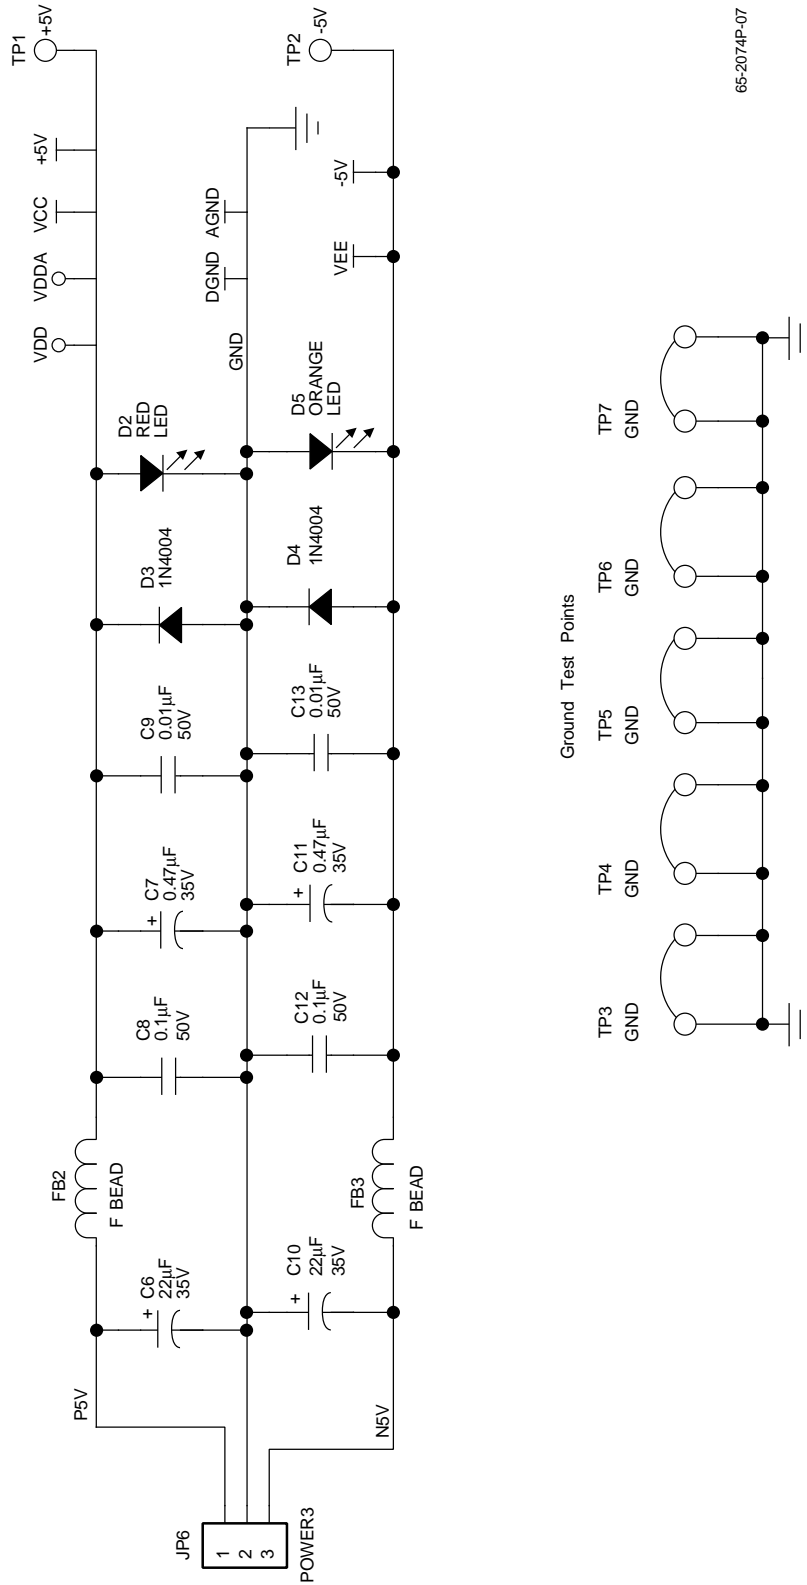 JP6
1
2
3
POWER3
P5V
N5V
C6
22µF
35V
+
C10
22µF
35V
+
FB2
F BEAD
FB3
F BEAD
C8
0.1µF
50V
C12
0.1µF
50V
C7
0.47µF
35V
+
C11
0.47µF
35V
+
C9
0.01µF
50V
C13
0.01µF
50V
D3
1N4004
D4
1N4004
D2
RED
LED
D5
ORANGE
LED
GND
VDD
VDDA
VCC
+5V
DGND
AGND
VEE
-5V
TP1
+5V
TP2
-5V
Ground Test Points
TP3
GND
TP4
GND
TP5
GND
TP6
GND
TP7
GND
65-2074P-07